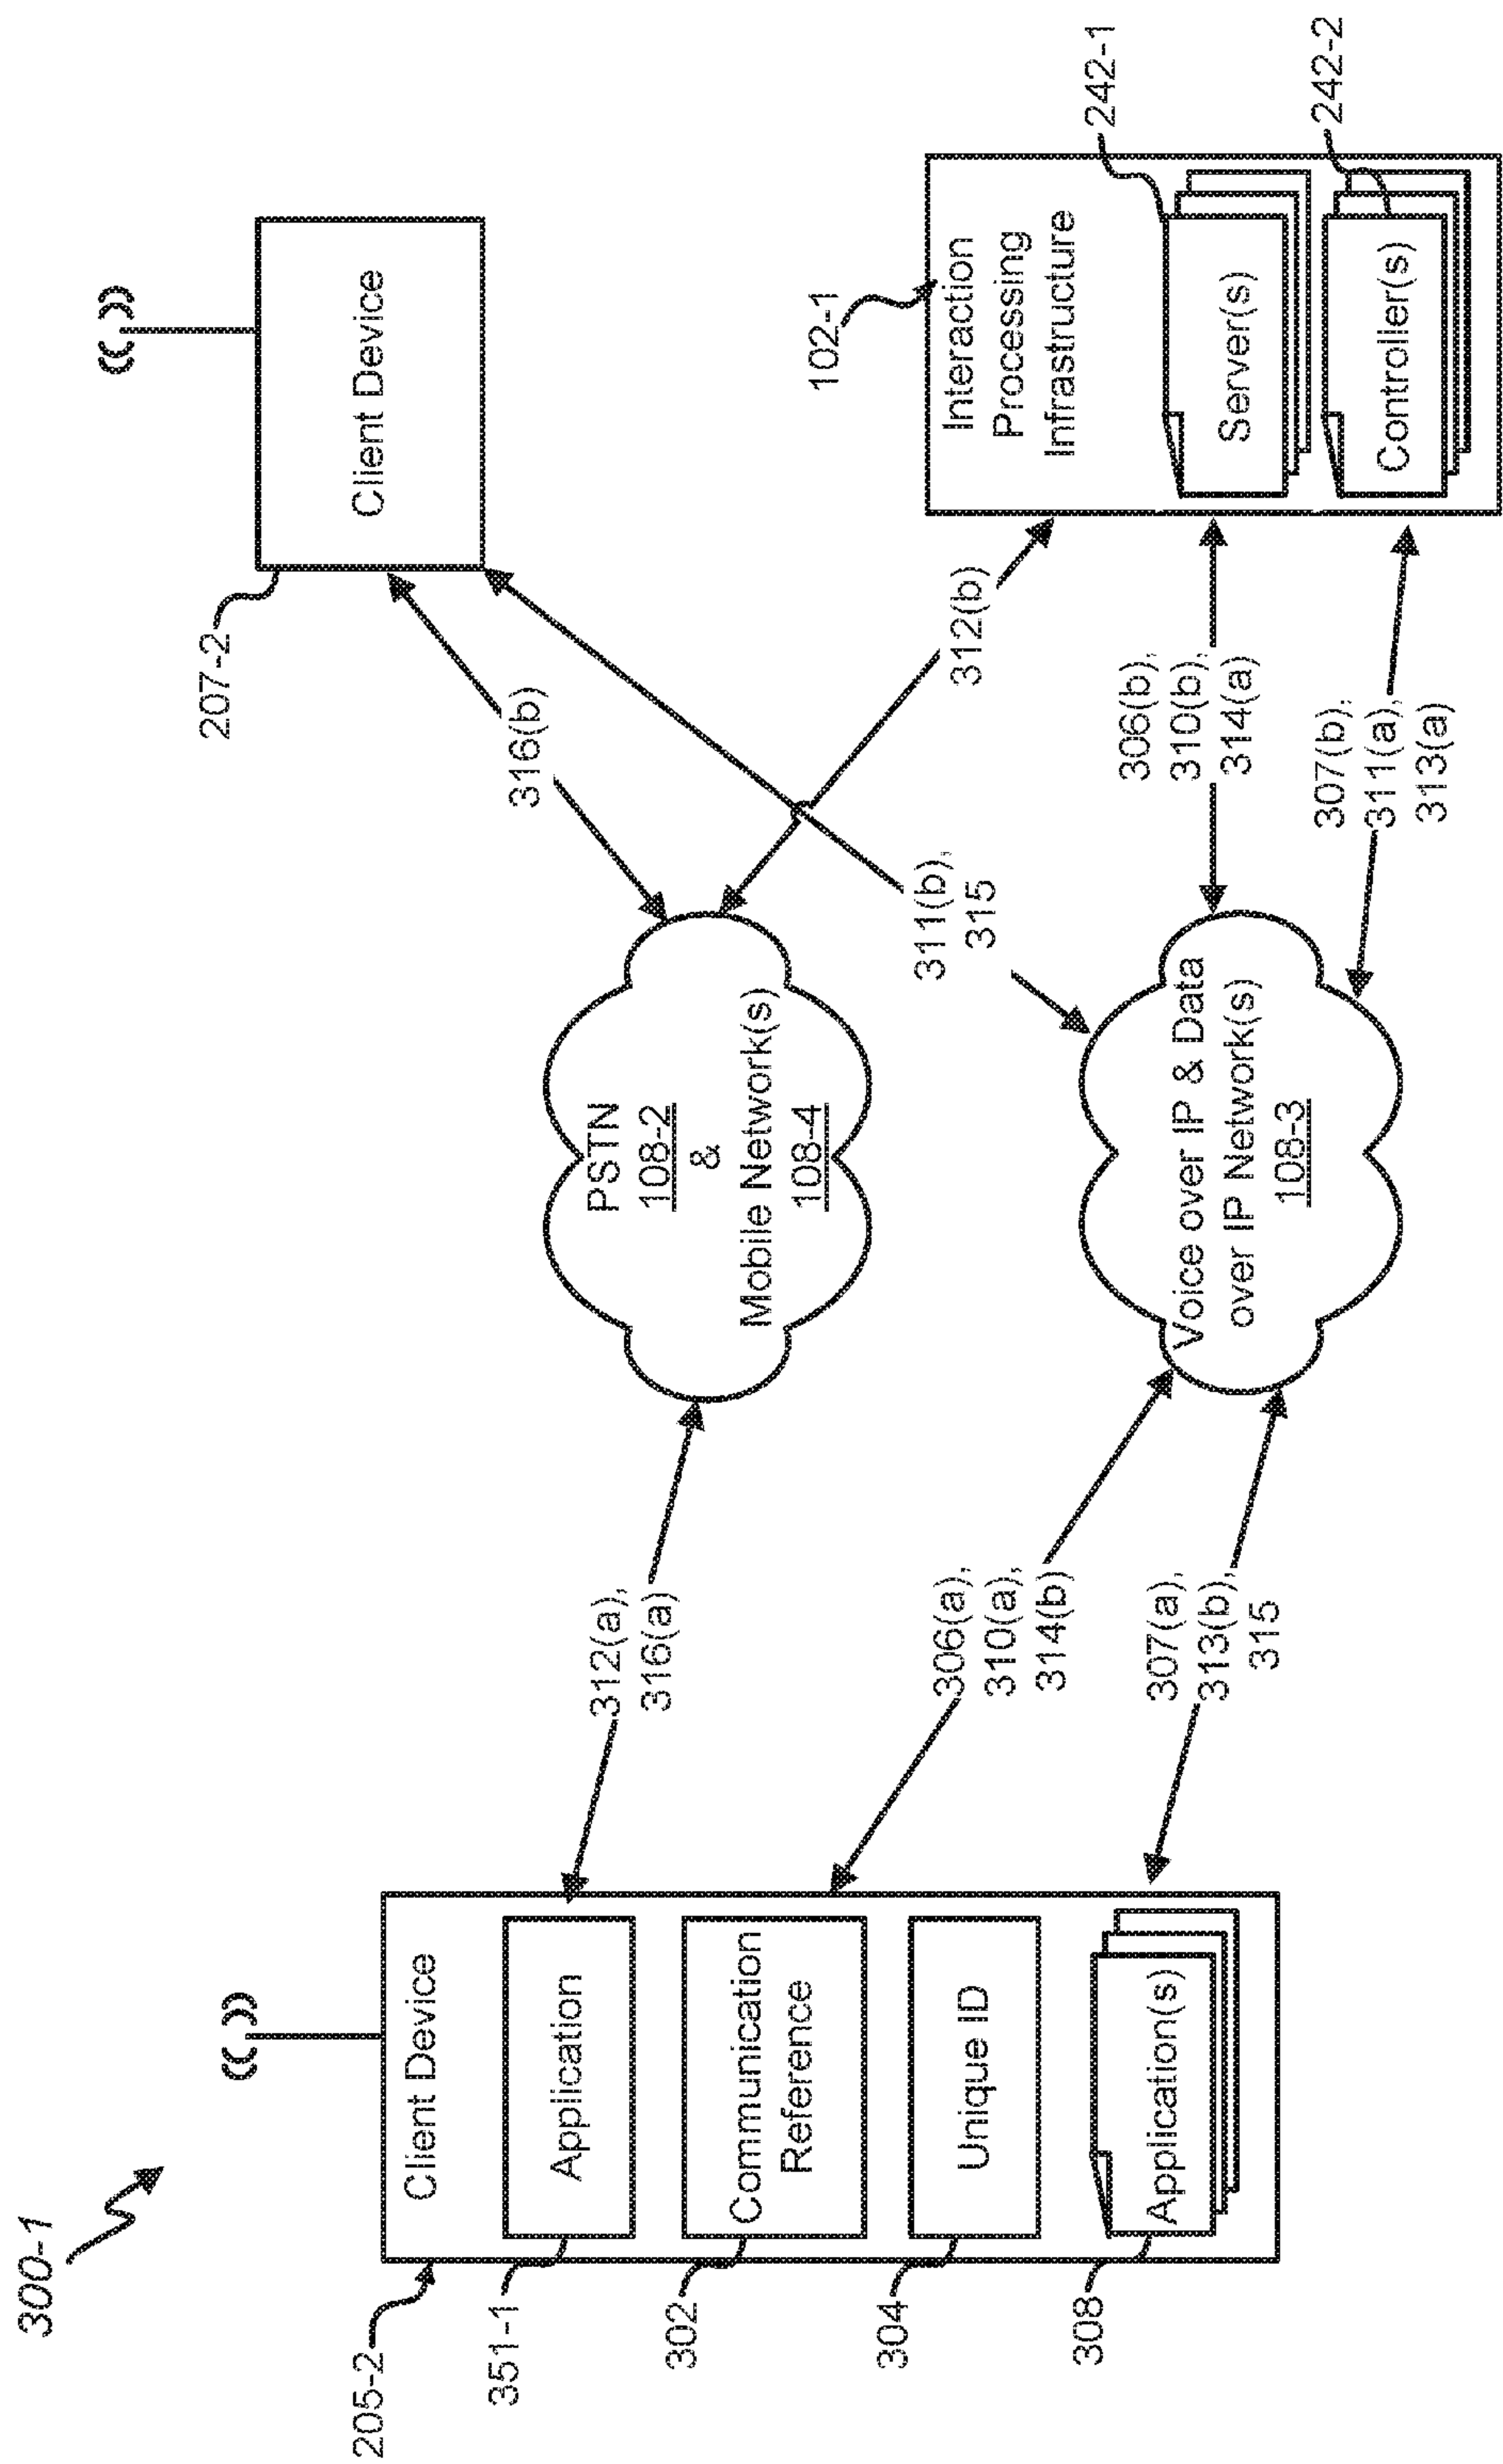 300-1
205-2
Client Device
351-1
Application
302
Communication
Reference
304
Unique ID
308
Application(s)
312(a),
316(a)
306(a),
310(a),
314(b)
307(a),
313(b),
315
PSTN
108-2
&
Mobile Network(s)
108-4
Voice over IP & Data
over IP Network(s)
108-3
316(b)
311(b),
315
312(b)
306(b),
310(b),
314(a)
307(b),
311(a),
313(a)
207-2
Client Device
102-1
Interaction
Processing
Infrastructure
242-1
Server(s)
242-2
Controller(s)